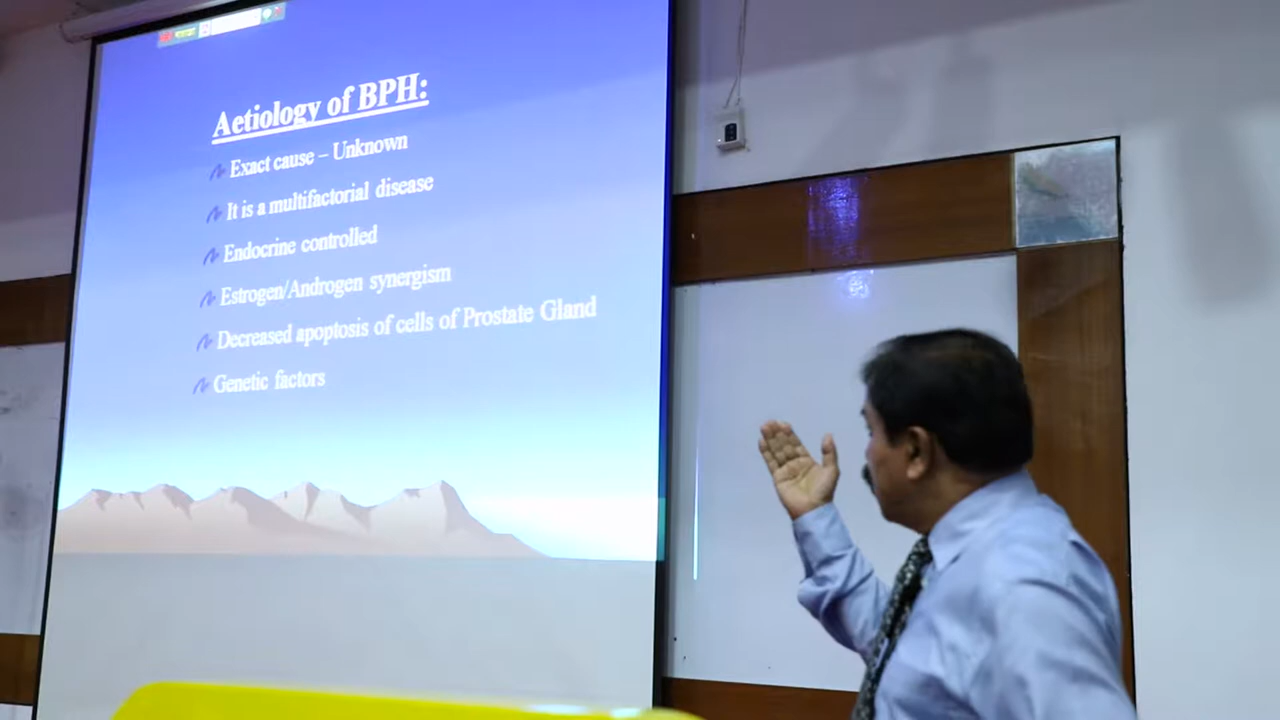 Aetiology of BPH:
Exact cause – Unknown
It is a multifactorial disease
Endocrine controlled
Estrogen/Androgen synergism
Decreased apoptosis of cells of Prostate Gland
Genetic factors